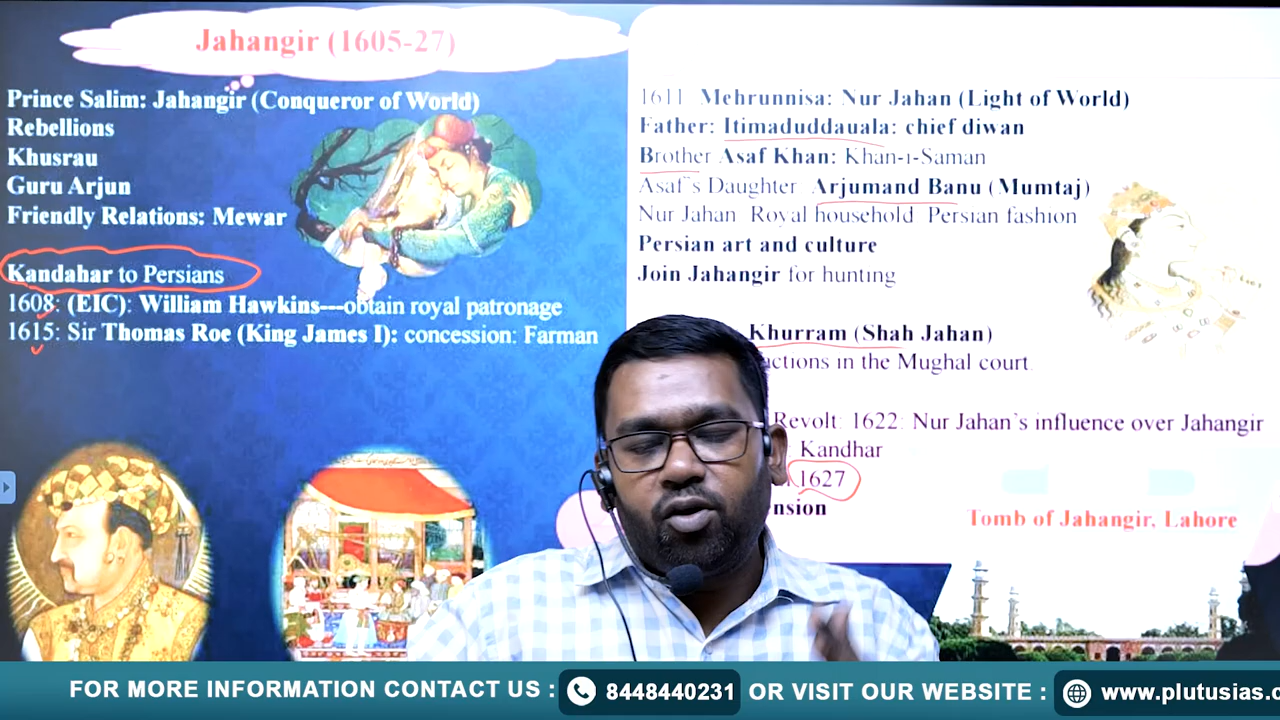 Jahangir (1605-27)
Prince Salim: Jahangir (Conqueror of World)
Rebellions
Khusrau
Guru Arjun
Friendly Relations: Mewar
Kandahar to Persians
1608: (EIC): William Hawkins---obtain royal patronage
1615: Sir Thomas Roe (King James I): concession: Farman
1611 Mehrunnisa: Nur Jahan (Light of World)
Father: Itimaduddauala: chief diwan
Brother Asaf Khan: Khan-i-Saman
Asaf`s Daughter Arjumand Banu (Mumtaj)
Nur Jahan Royal household Persian fashion
Persian art and culture
Join Jahangir for hunting
Khurram (Shah Jahan)
in the Mughal court.
Revolt: 1622: Nur Jahan`s influence over Jahangir
Kandhar
1627
Tomb of Jahangir, Lahore
FOR MORE INFORMATION CONTACT US : 8448440231 OR VISIT OUR WEBSITE : www.plutusias.c